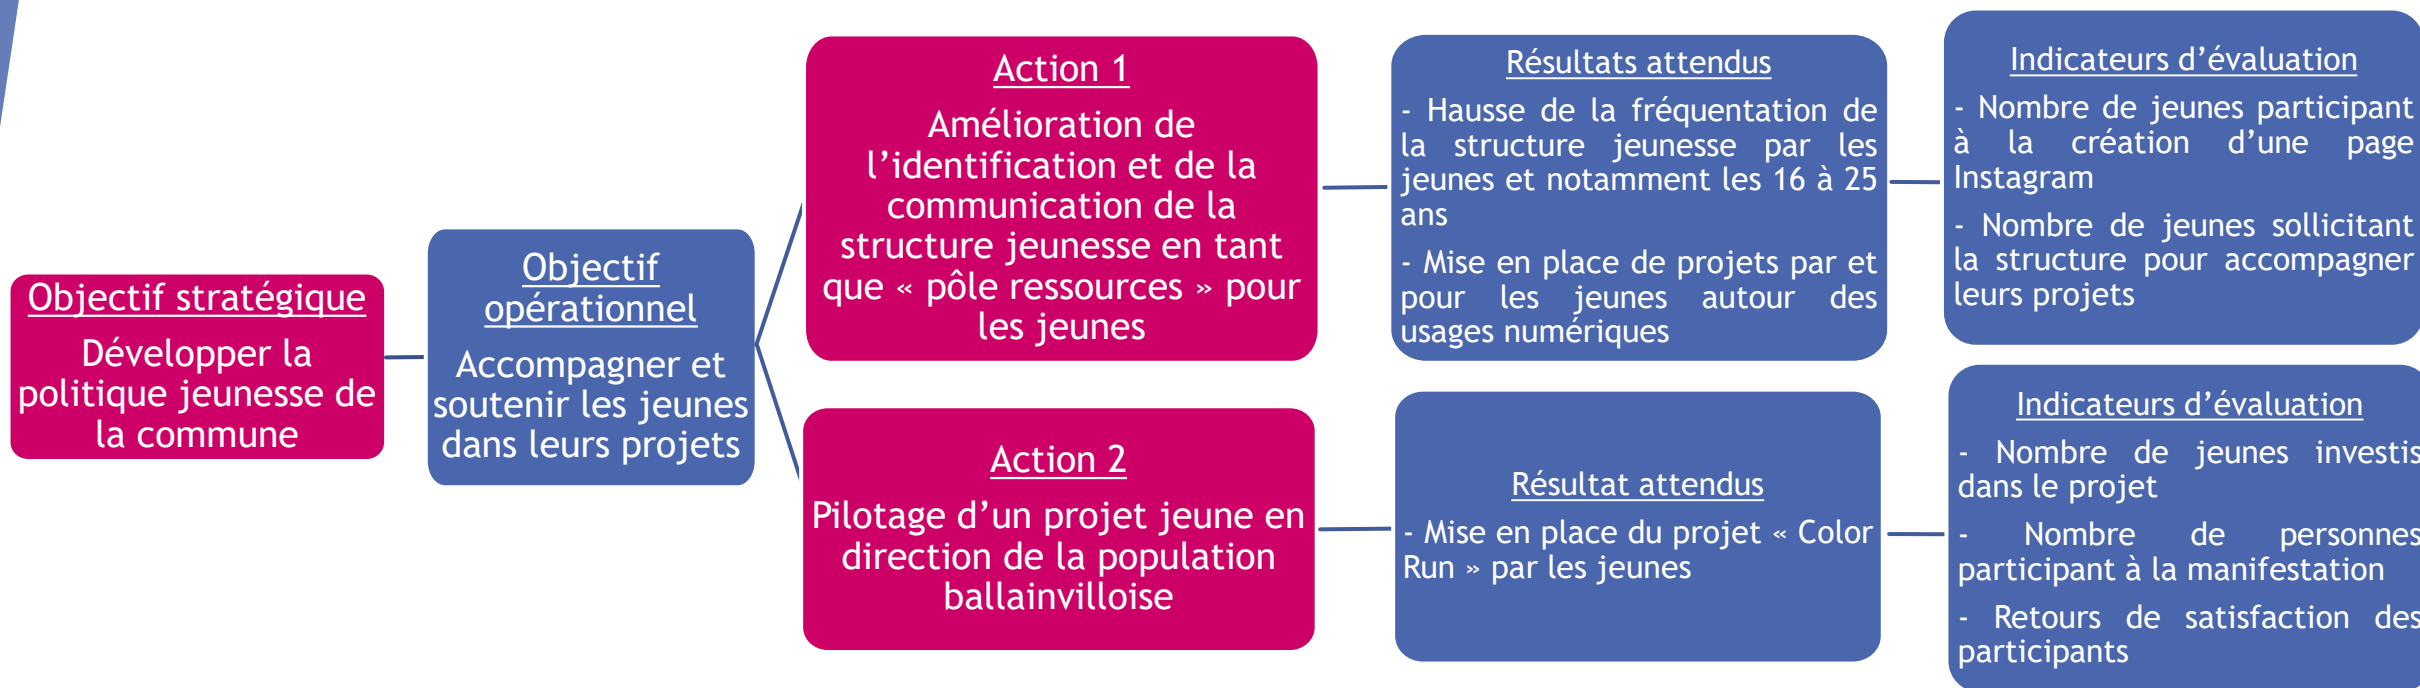 Objectif stratégique
Développer la
politique jeunesse de
la commune
Objectif
opérationnel
Accompagner et
soutenir les jeunes
dans leurs projets
Action 1
Amélioration de
l’identification et de la
communication de la
structure jeunesse en tant
que « pôle ressources » pour
les jeunes
Résultats attendus
- Hausse de la fréquentation de
la structure jeunesse par les
jeunes et notamment les 16 à 25
ans
- Mise en place de projets par et
pour les jeunes autour des
usages numériques
Indicateurs d’évaluation
- Nombre de jeunes participant
à la création d’une page
Instagram
- Nombre de jeunes sollicitant
la structure pour accompagner
leurs projets
Action 2
Pilotage d’un projet jeune en
direction de la population
ballainvilloise
Résultat attendus
- Mise en place du projet « Color
Run » par les jeunes
Indicateurs d’évaluation
- Nombre de jeunes investis
dans le projet
- Nombre de personnes
participant à la manifestation
- Retours de satisfaction des
participants